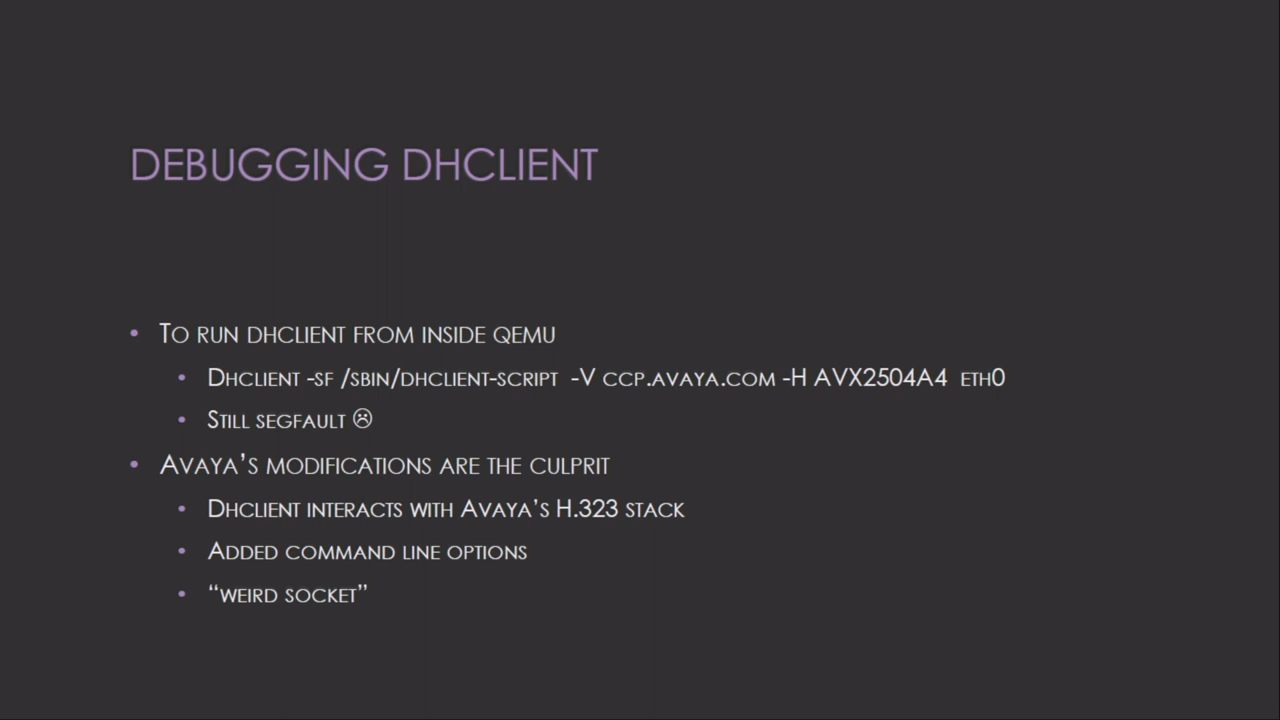 DEBUGGING DHCLIENT
• To run dhclient from inside qemu
• Dhclient -sf /sbin/dhclient-script -V ccp.avaya.com -H AVX2504A4 eth0
• Still segfault ☹
• Avaya’s modifications are the culprit
• Dhclient interacts with Avaya’s H.323 stack
• Added command line options
• “weird socket”